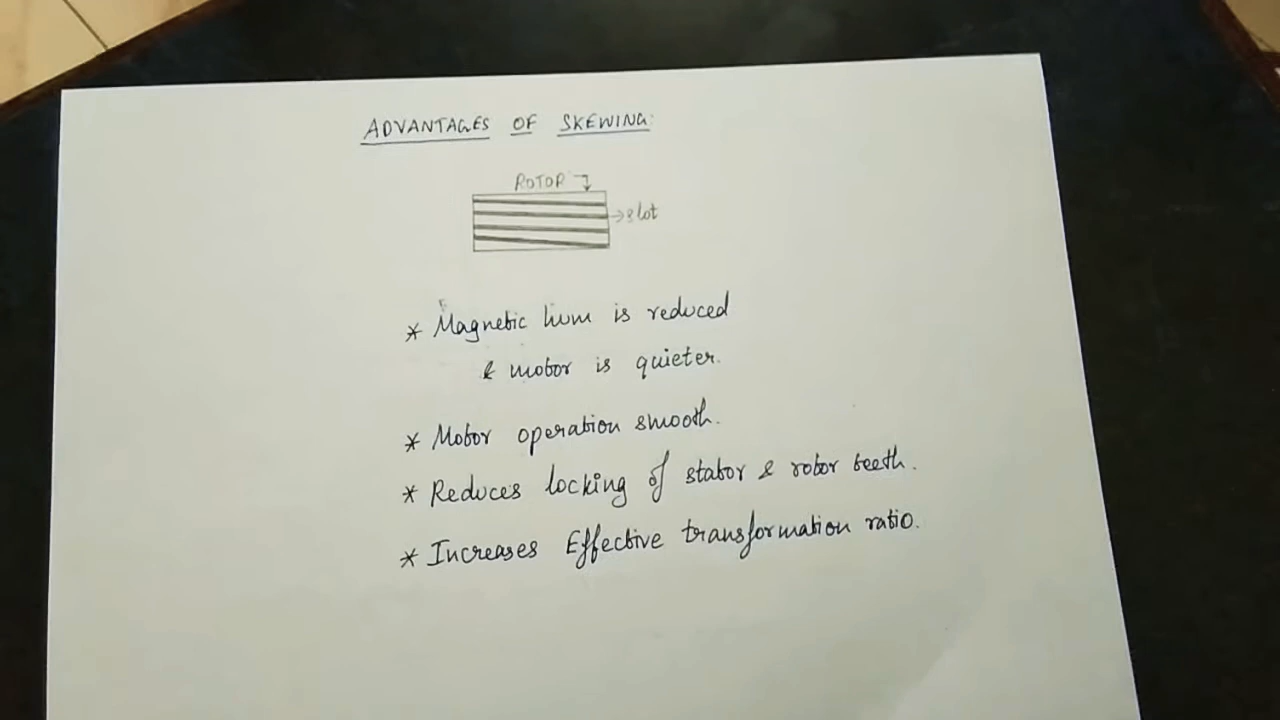 ADVANTAGES OF SKEWING:
ROTOR
slot
* Magnetic hum is reduced
& motor is quieter.
* Motor operation smooth.
* Reduces locking of stator & rotor teeth.
* Increases Effective transformation ratio.